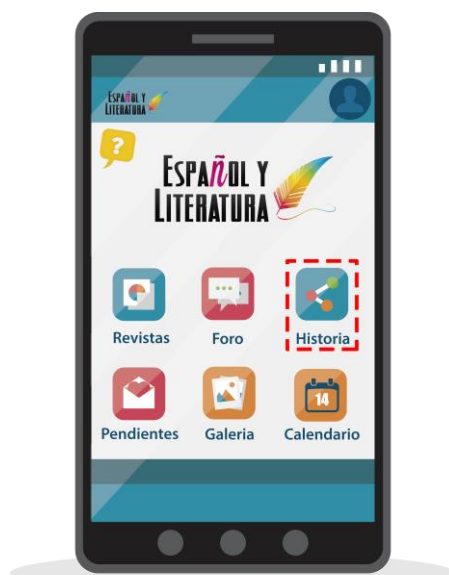 ESPAÑOL Y
LITERATURA
?
ESPAÑOL Y
LITERATURA
Revistas Foro Historia
14
Pendientes Galeria Calendario